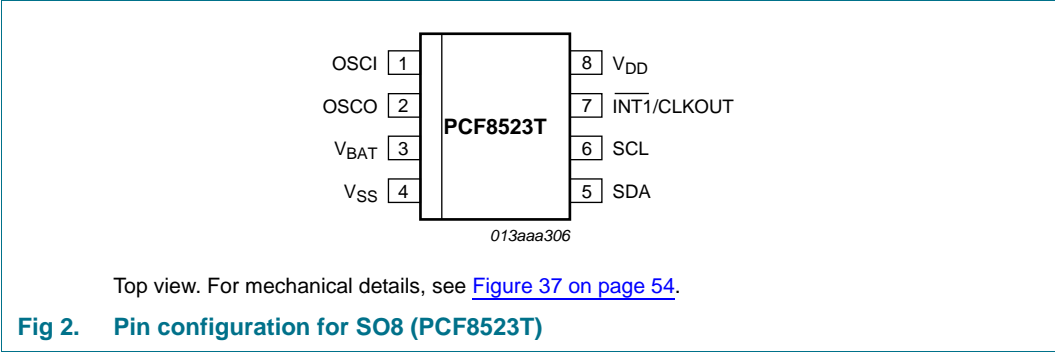 OSCI 1 8 VDD
OSCO 2 7 INT1/CLKOUT
PCF8523T
VBAT 3 6 SCL
VSS 4 5 SDA
013aaa306
Top view. For mechanical details, see Figure 37 on page 54.
Fig 2. Pin configuration for SO8 (PCF8523T)